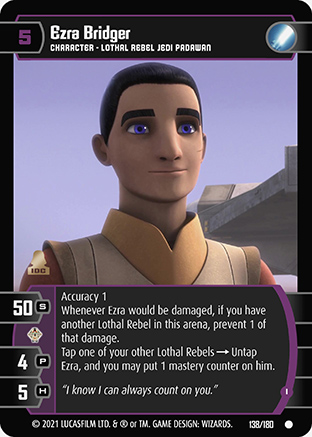 5
Ezra Bridger
CHARACTER - LOTHAL REBEL JEDI PADAWAN
IDC
50 S
4 P
5 H
Accuracy 1
Whenever Ezra would be damaged, if you have
another Lothal Rebel in this arena, prevent 1 of
that damage.
Tap one of your other Lothal Rebels → Untap
Ezra, and you may put 1 mastery counter on him.
“I know I can always count on you.”
1
© 2021 LUCASFILM LTD. & ® OR TM. GAME DESIGN: WIZARDS. 138/180